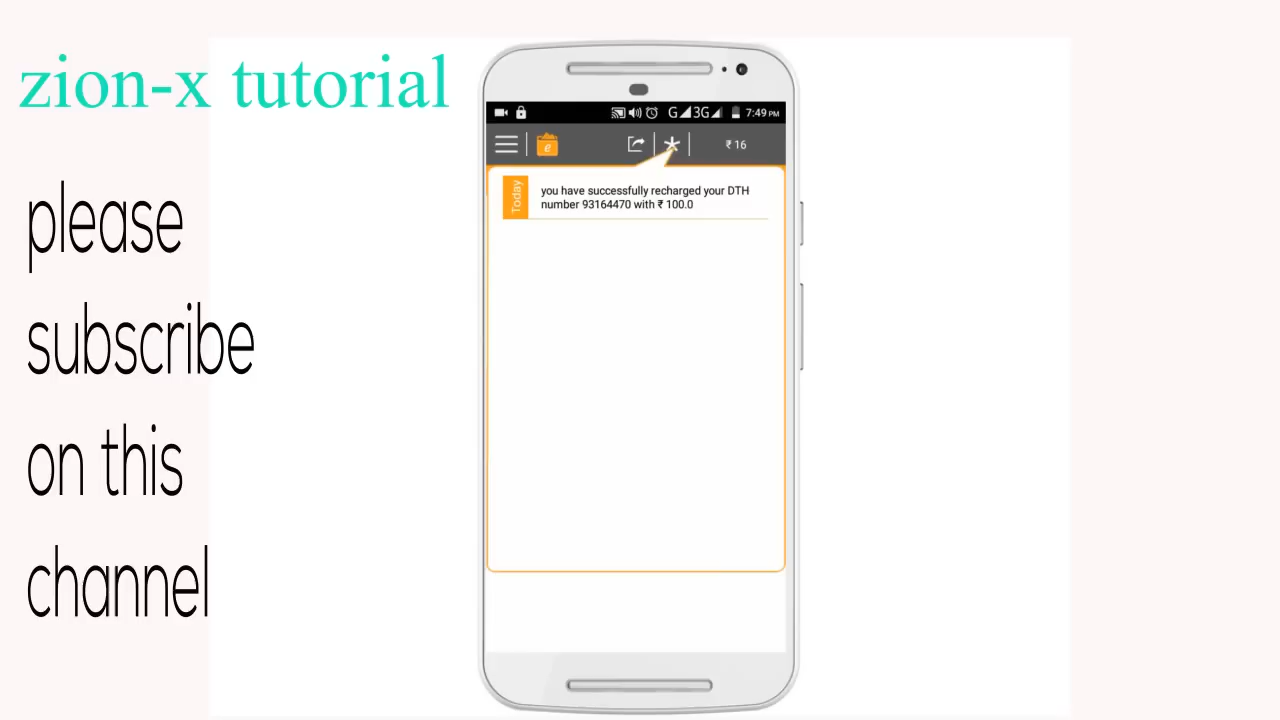 zion-x tutorial
please
subscribe
on this
channel
G 3G 7:49 PM
e
₹ 16
Today
you have successfully recharged your DTH
number 93164470 with ₹ 100.0